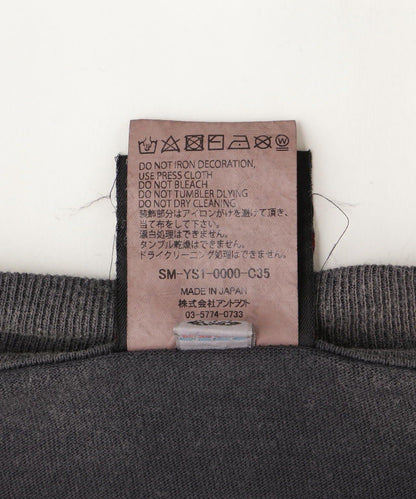 DO NOT IRON DECORATION,
USE PRESS CLOTH
DO NOT BLEACH
DO NOT TUMBLER DLYING
DO NOT DRY CLEANING
装飾部分はアイロンがけを避けて頂き、
当て布をして下さい。
漂白処理はできません。
タンブル乾燥はできません。
ドライクリーニング処理はできません。
SM-YS1-0000-C35
MADE IN JAPAN
株式会社アントラクト
03-5774-0733